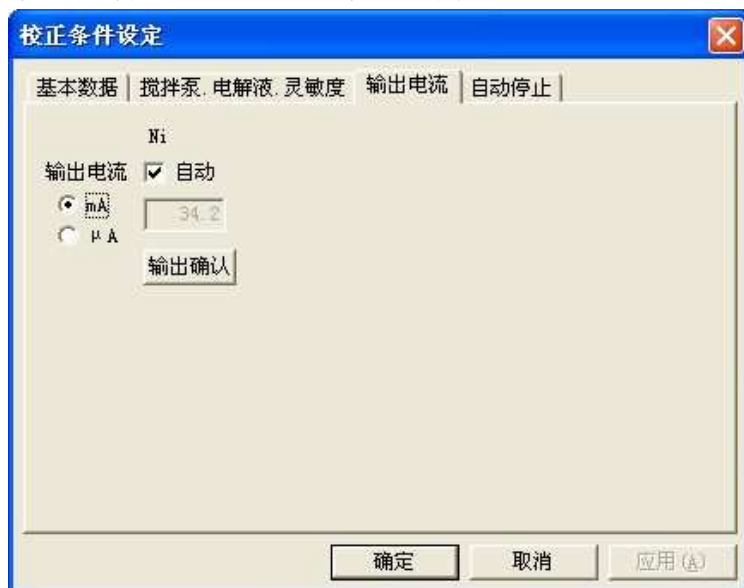 校正条件设定
基本数据 搅拌泵.电解液.灵敏度 输出电流 自动停止
Ni
输出电流 自动
mA 34.2
μA
输出确认
确定 取消 应用(A)